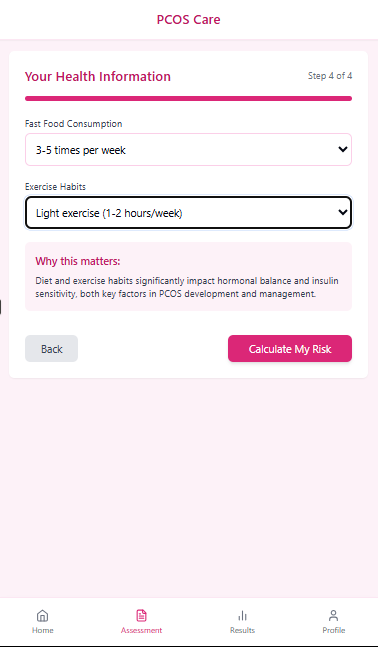 PCOS Care
Your Health Information
Step 4 of 4
Fast Food Consumption
3-5 times per week
Exercise Habits
Light exercise (1-2 hours/week)
Why this matters:
Diet and exercise habits significantly impact hormonal balance and insulin
sensitivity, both key factors in PCOS development and management.
Back
Calculate My Risk
Home
Assessment
Results
Profile